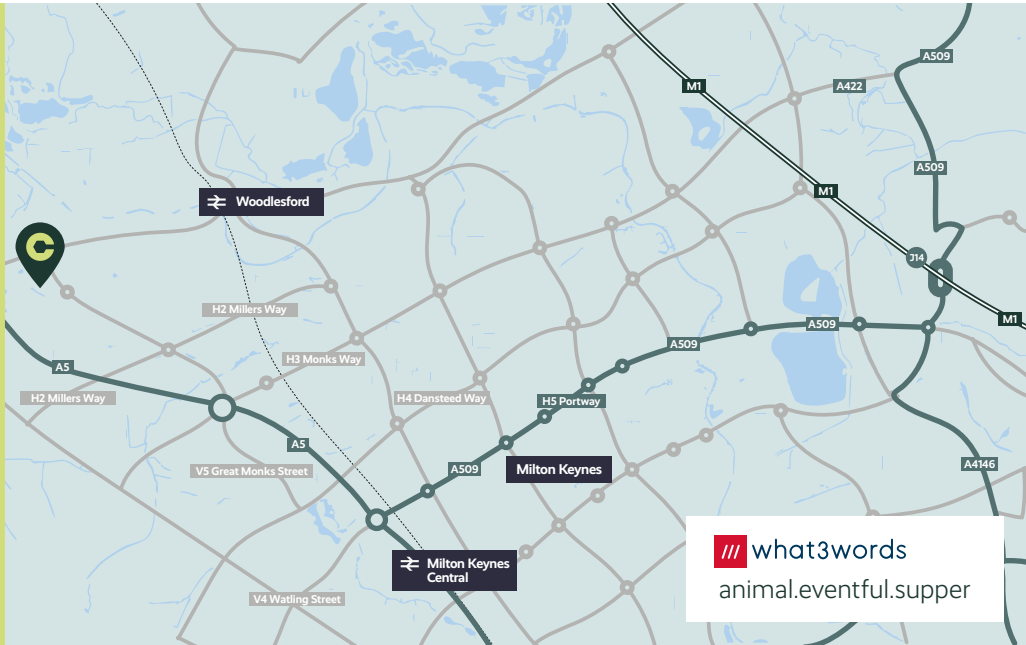 A509
M1
A422
A509
M1
Woodlesford
C
J14
H2 Millers Way
M1
A509
A509
H3 Monks Way
A5
H2 Millers Way
H4 Dansteed Way
H5 Portway
A5
V5 Great Monks Street
A509
Milton Keynes
A4146
Milton Keynes
Central
V4 Watling Street
/// what3words
animal.eventful.supper